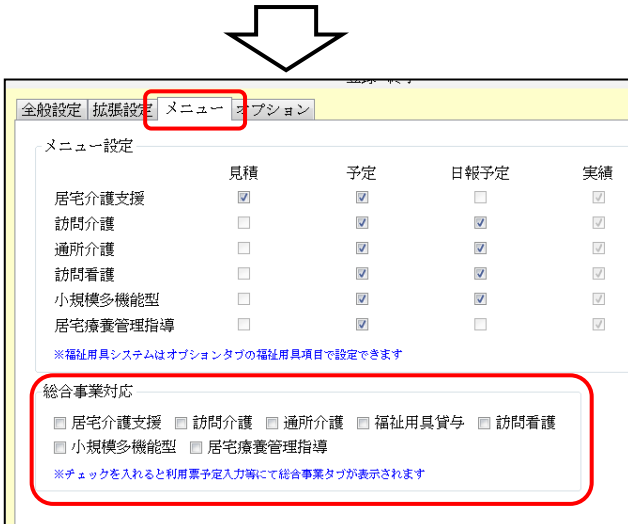 全般設定 拡張設定 メニュー オプション
メニュー設定
見積 予定 日報予定 実績
居宅介護支援
訪問介護
通所介護
訪問看護
小規模多機能型
居宅療養管理指導
※福祉用具システムはオプションタブの福祉用具項目で設定できます
総合事業対応
居宅介護支援 訪問介護 通所介護 福祉用具貸与 訪問看護
小規模多機能型 居宅療養管理指導
※チェックを入れると利用票予定入力等にて総合事業タブが表示されます